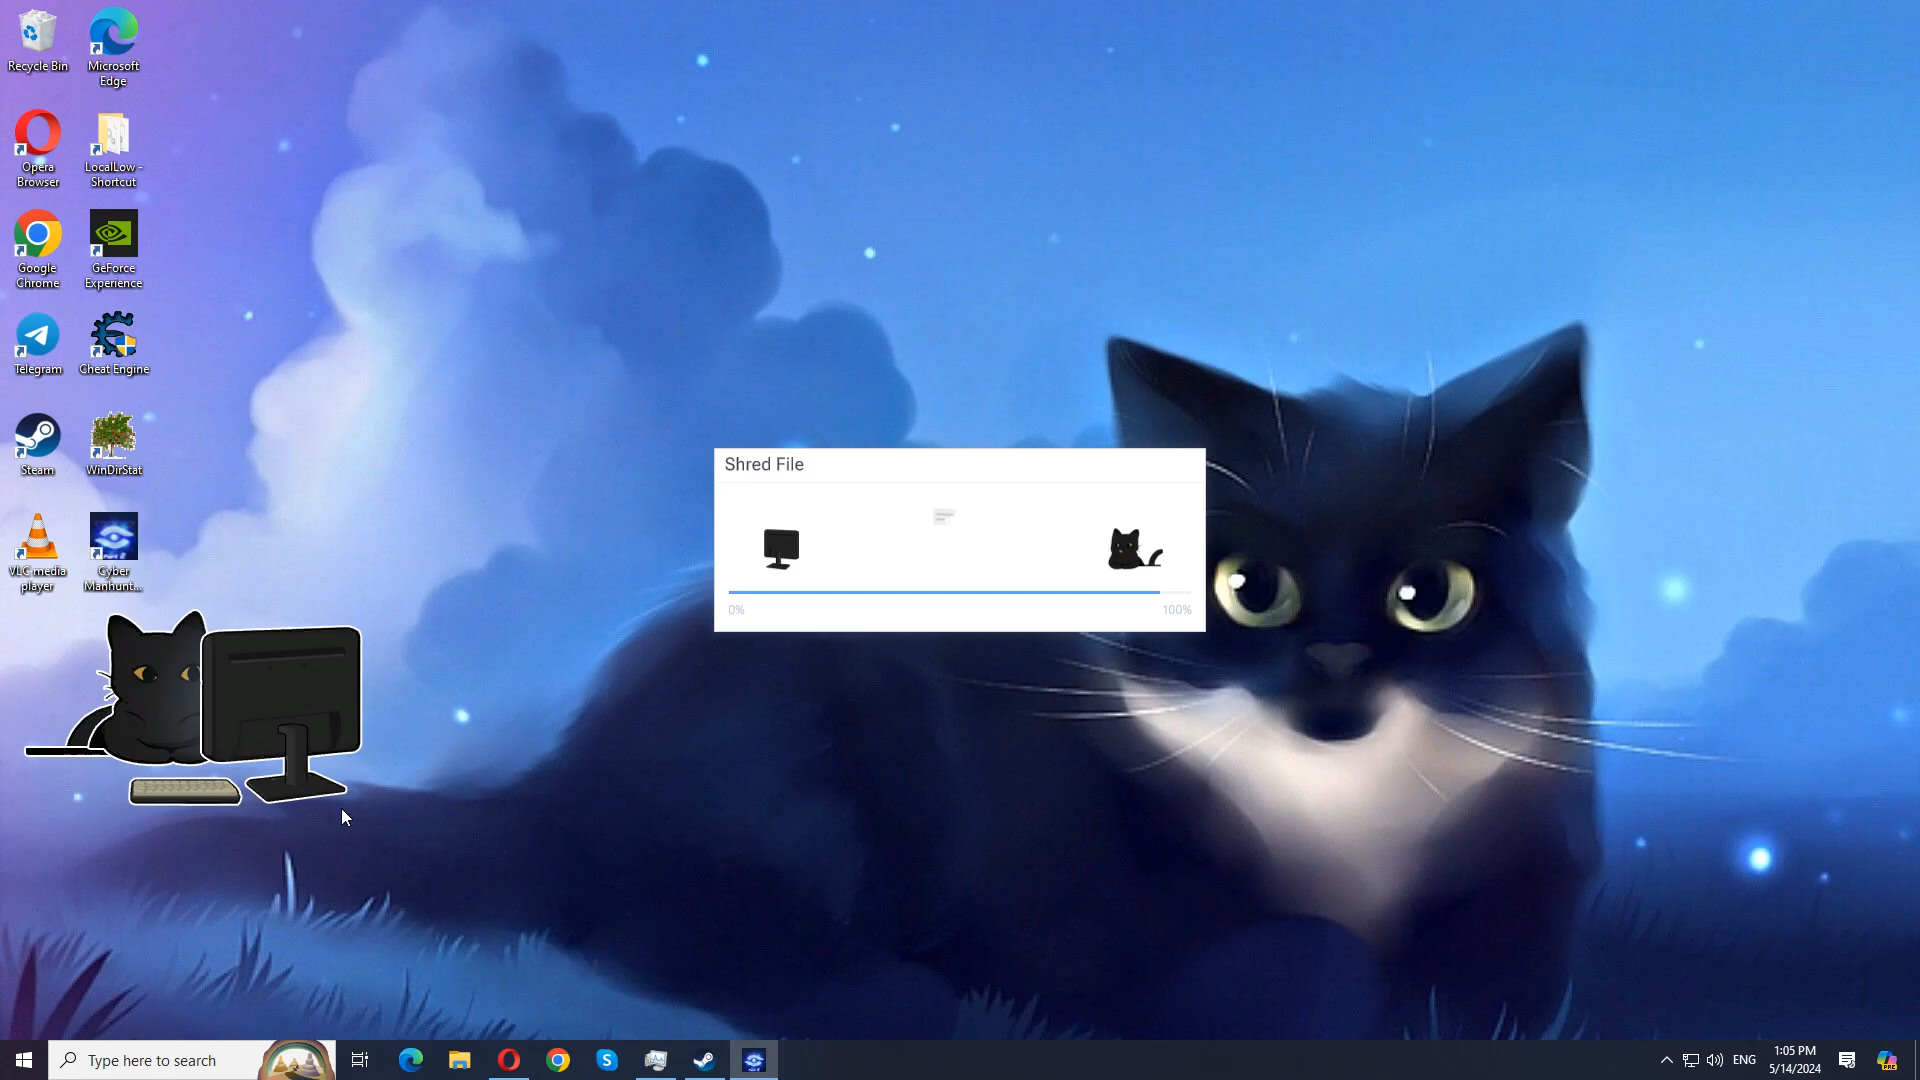 Recycle Bin
Microsoft
Edge
Opera
Browser
LocalLow -
Shortcut
Google
Chrome
GeForce
Experience
Telegram
Cheat Engine
Steam
WinDirStat
VLC media
player
Cyber
Manhunt...
Shred File
0%
100%
Type here to search
ENG
1:05 PM
5/14/2024
PRE